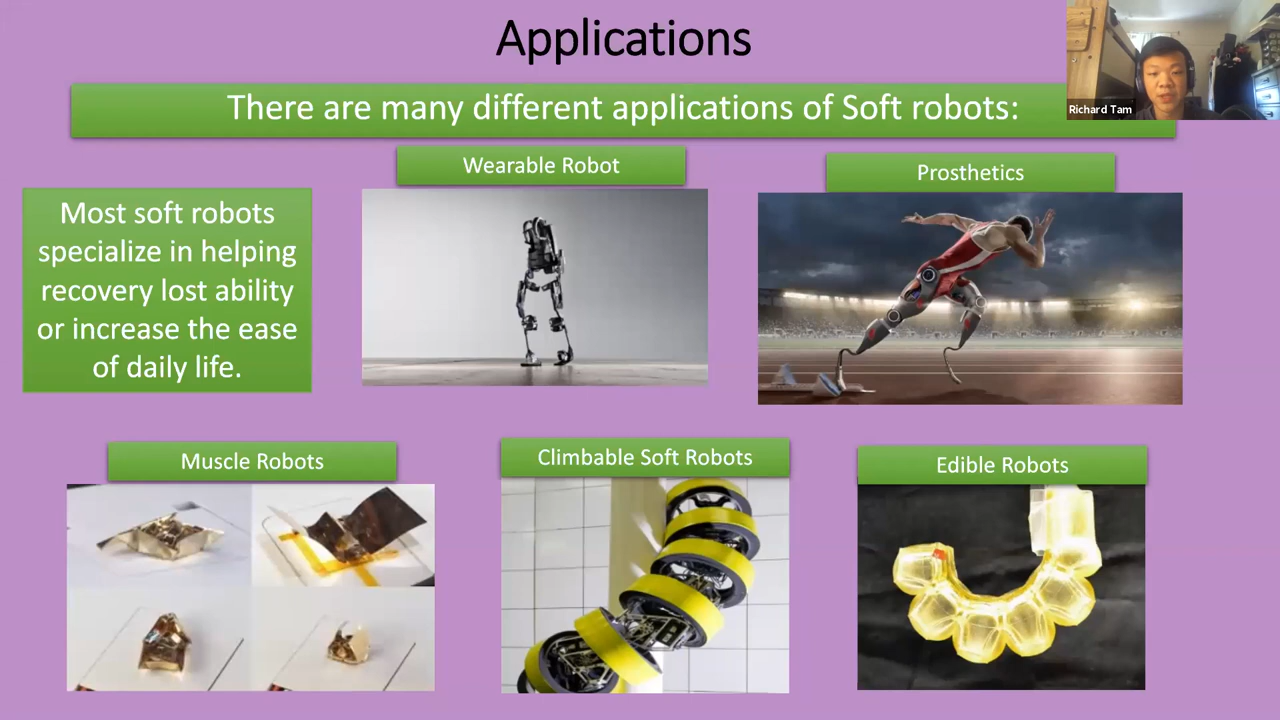 Applications
There are many different applications of Soft robots:
Richard Tam
Wearable Robot
Prosthetics
Most soft robots
specialize in helping
recovery lost ability
or increase the ease
of daily life.
Muscle Robots
Climbable Soft Robots
Edible Robots